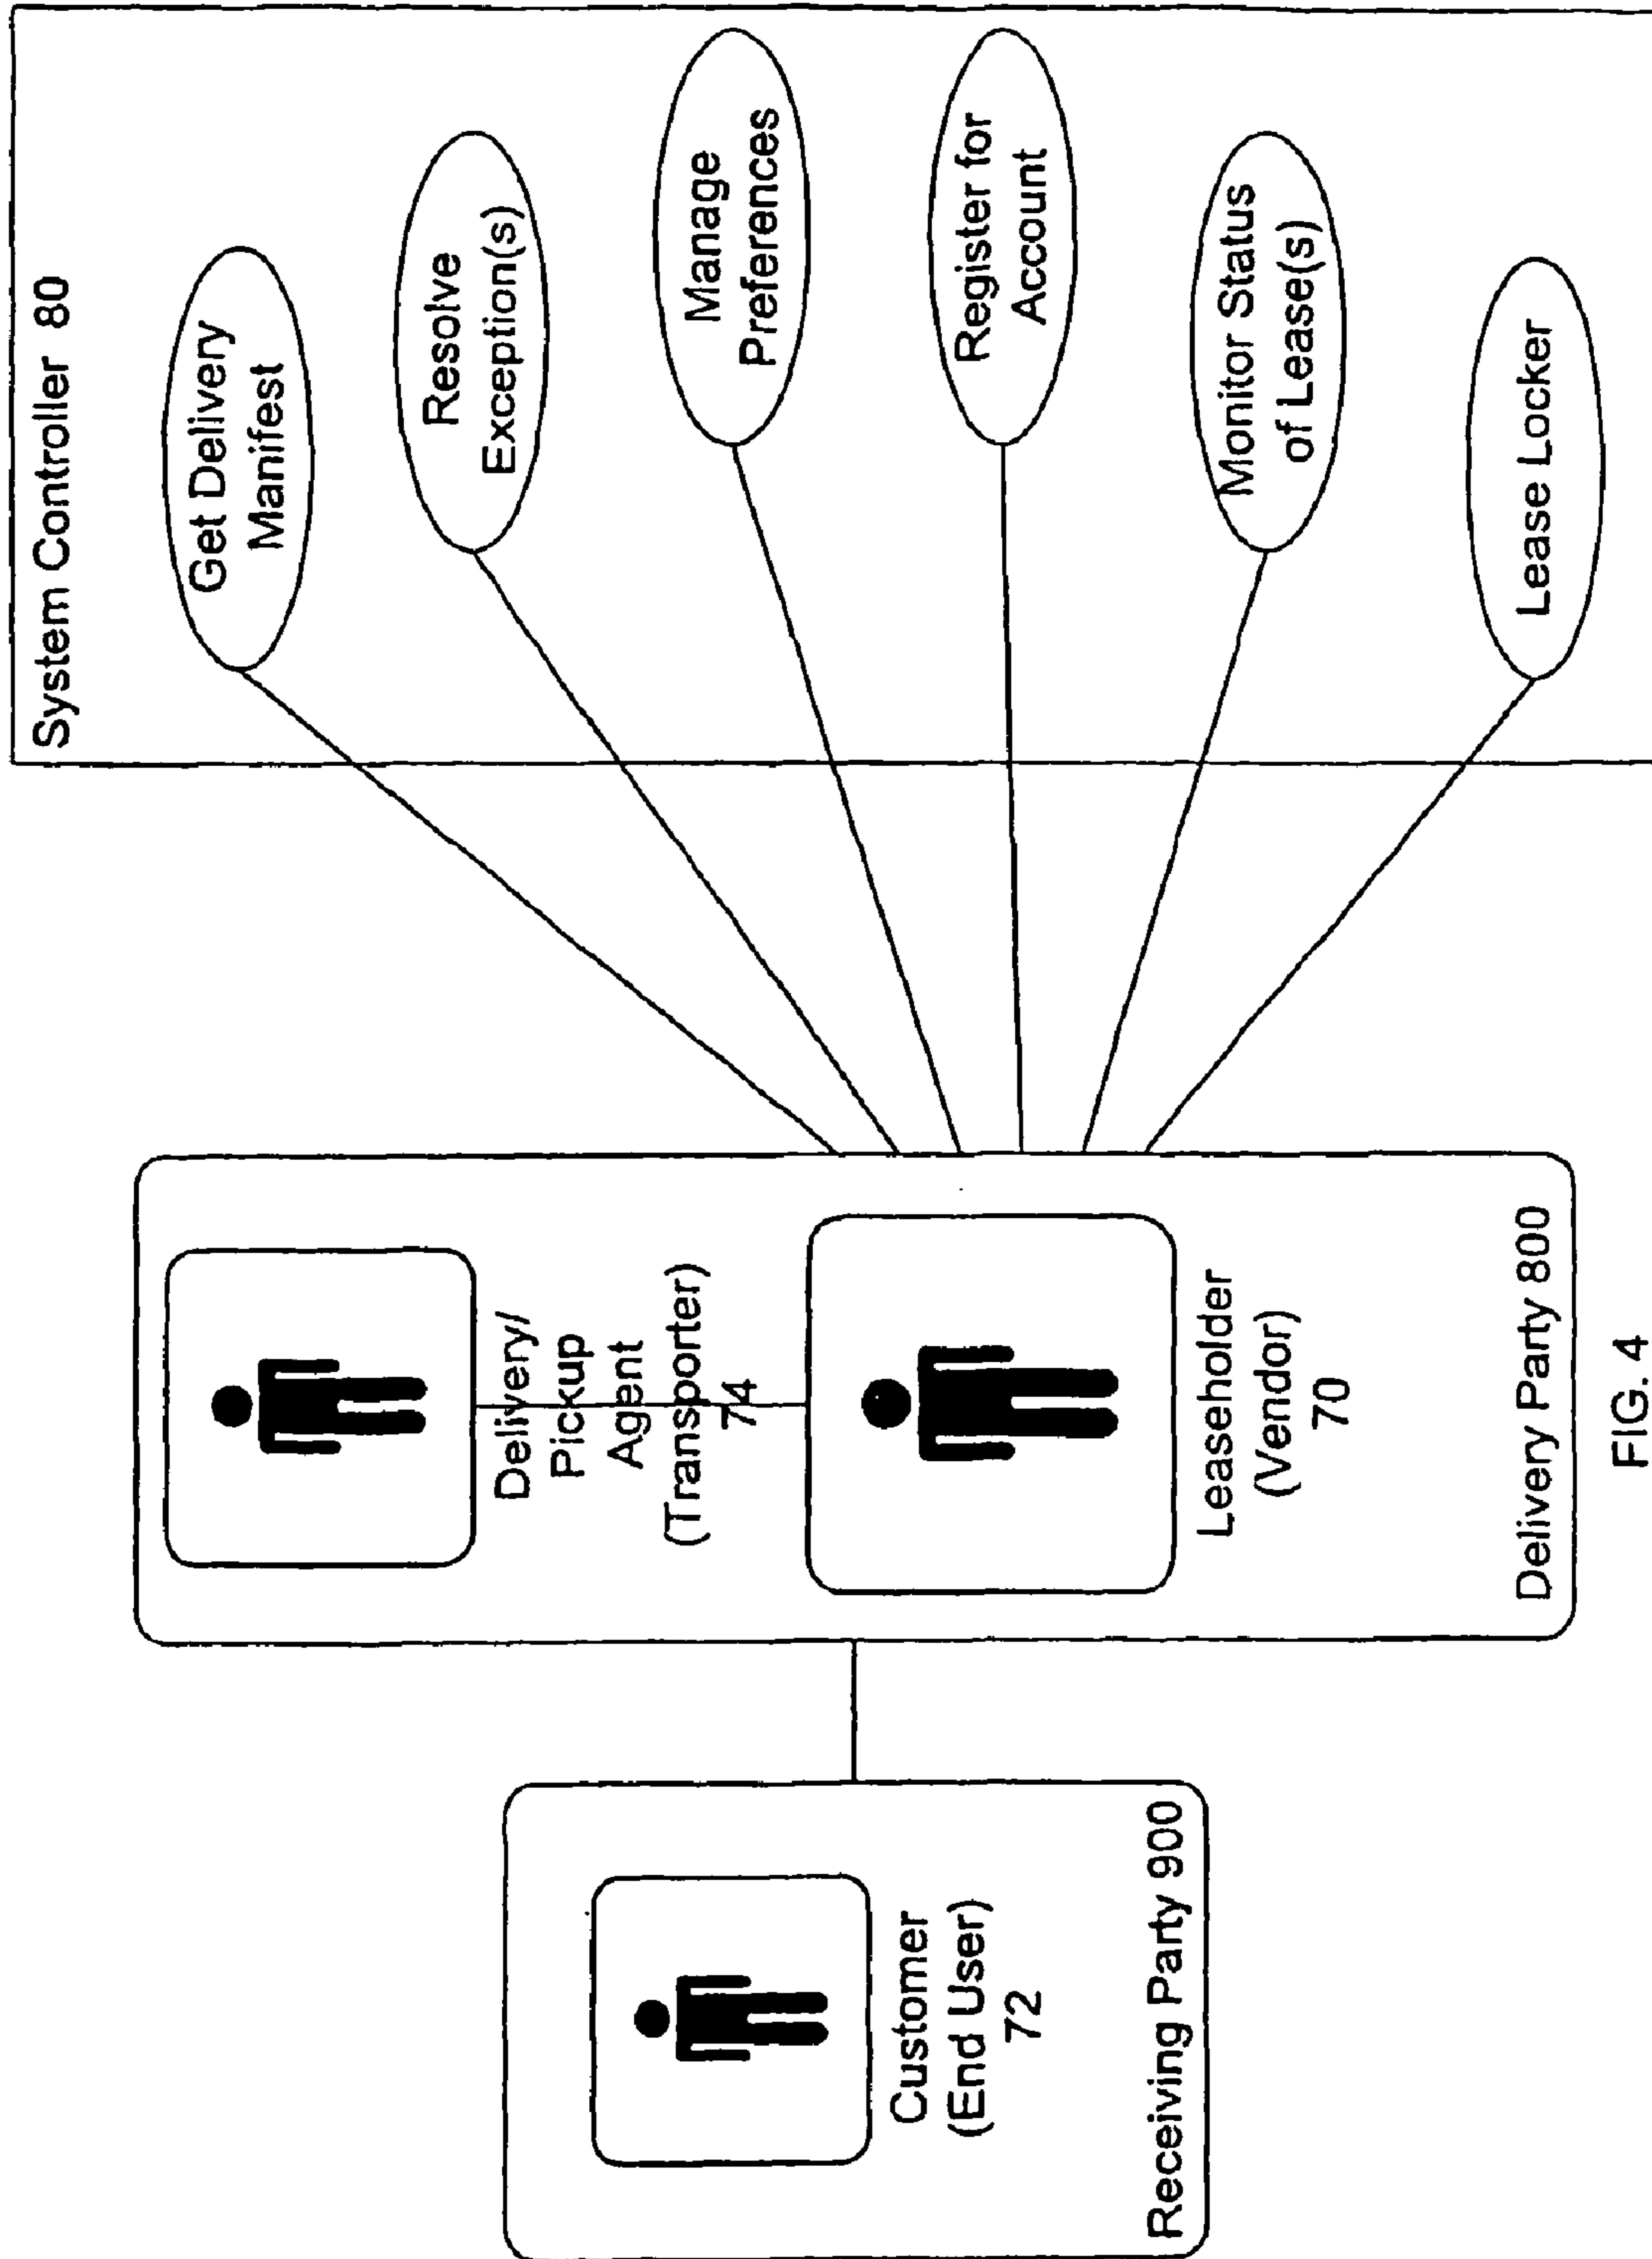 System Controller 80
Get Delivery
Manifest
Resolve
Exception(s)
Manage
Preferences
Register for
Account
Monitor Status
of Lease(s)
Lease Locker
Delivery/
Pickup
Agent
(Transporter)
74
Leaseholder
(Vendor)
70
Delivery Party 800
Customer
(End User)
72
Receiving Party 900
FIG. 4